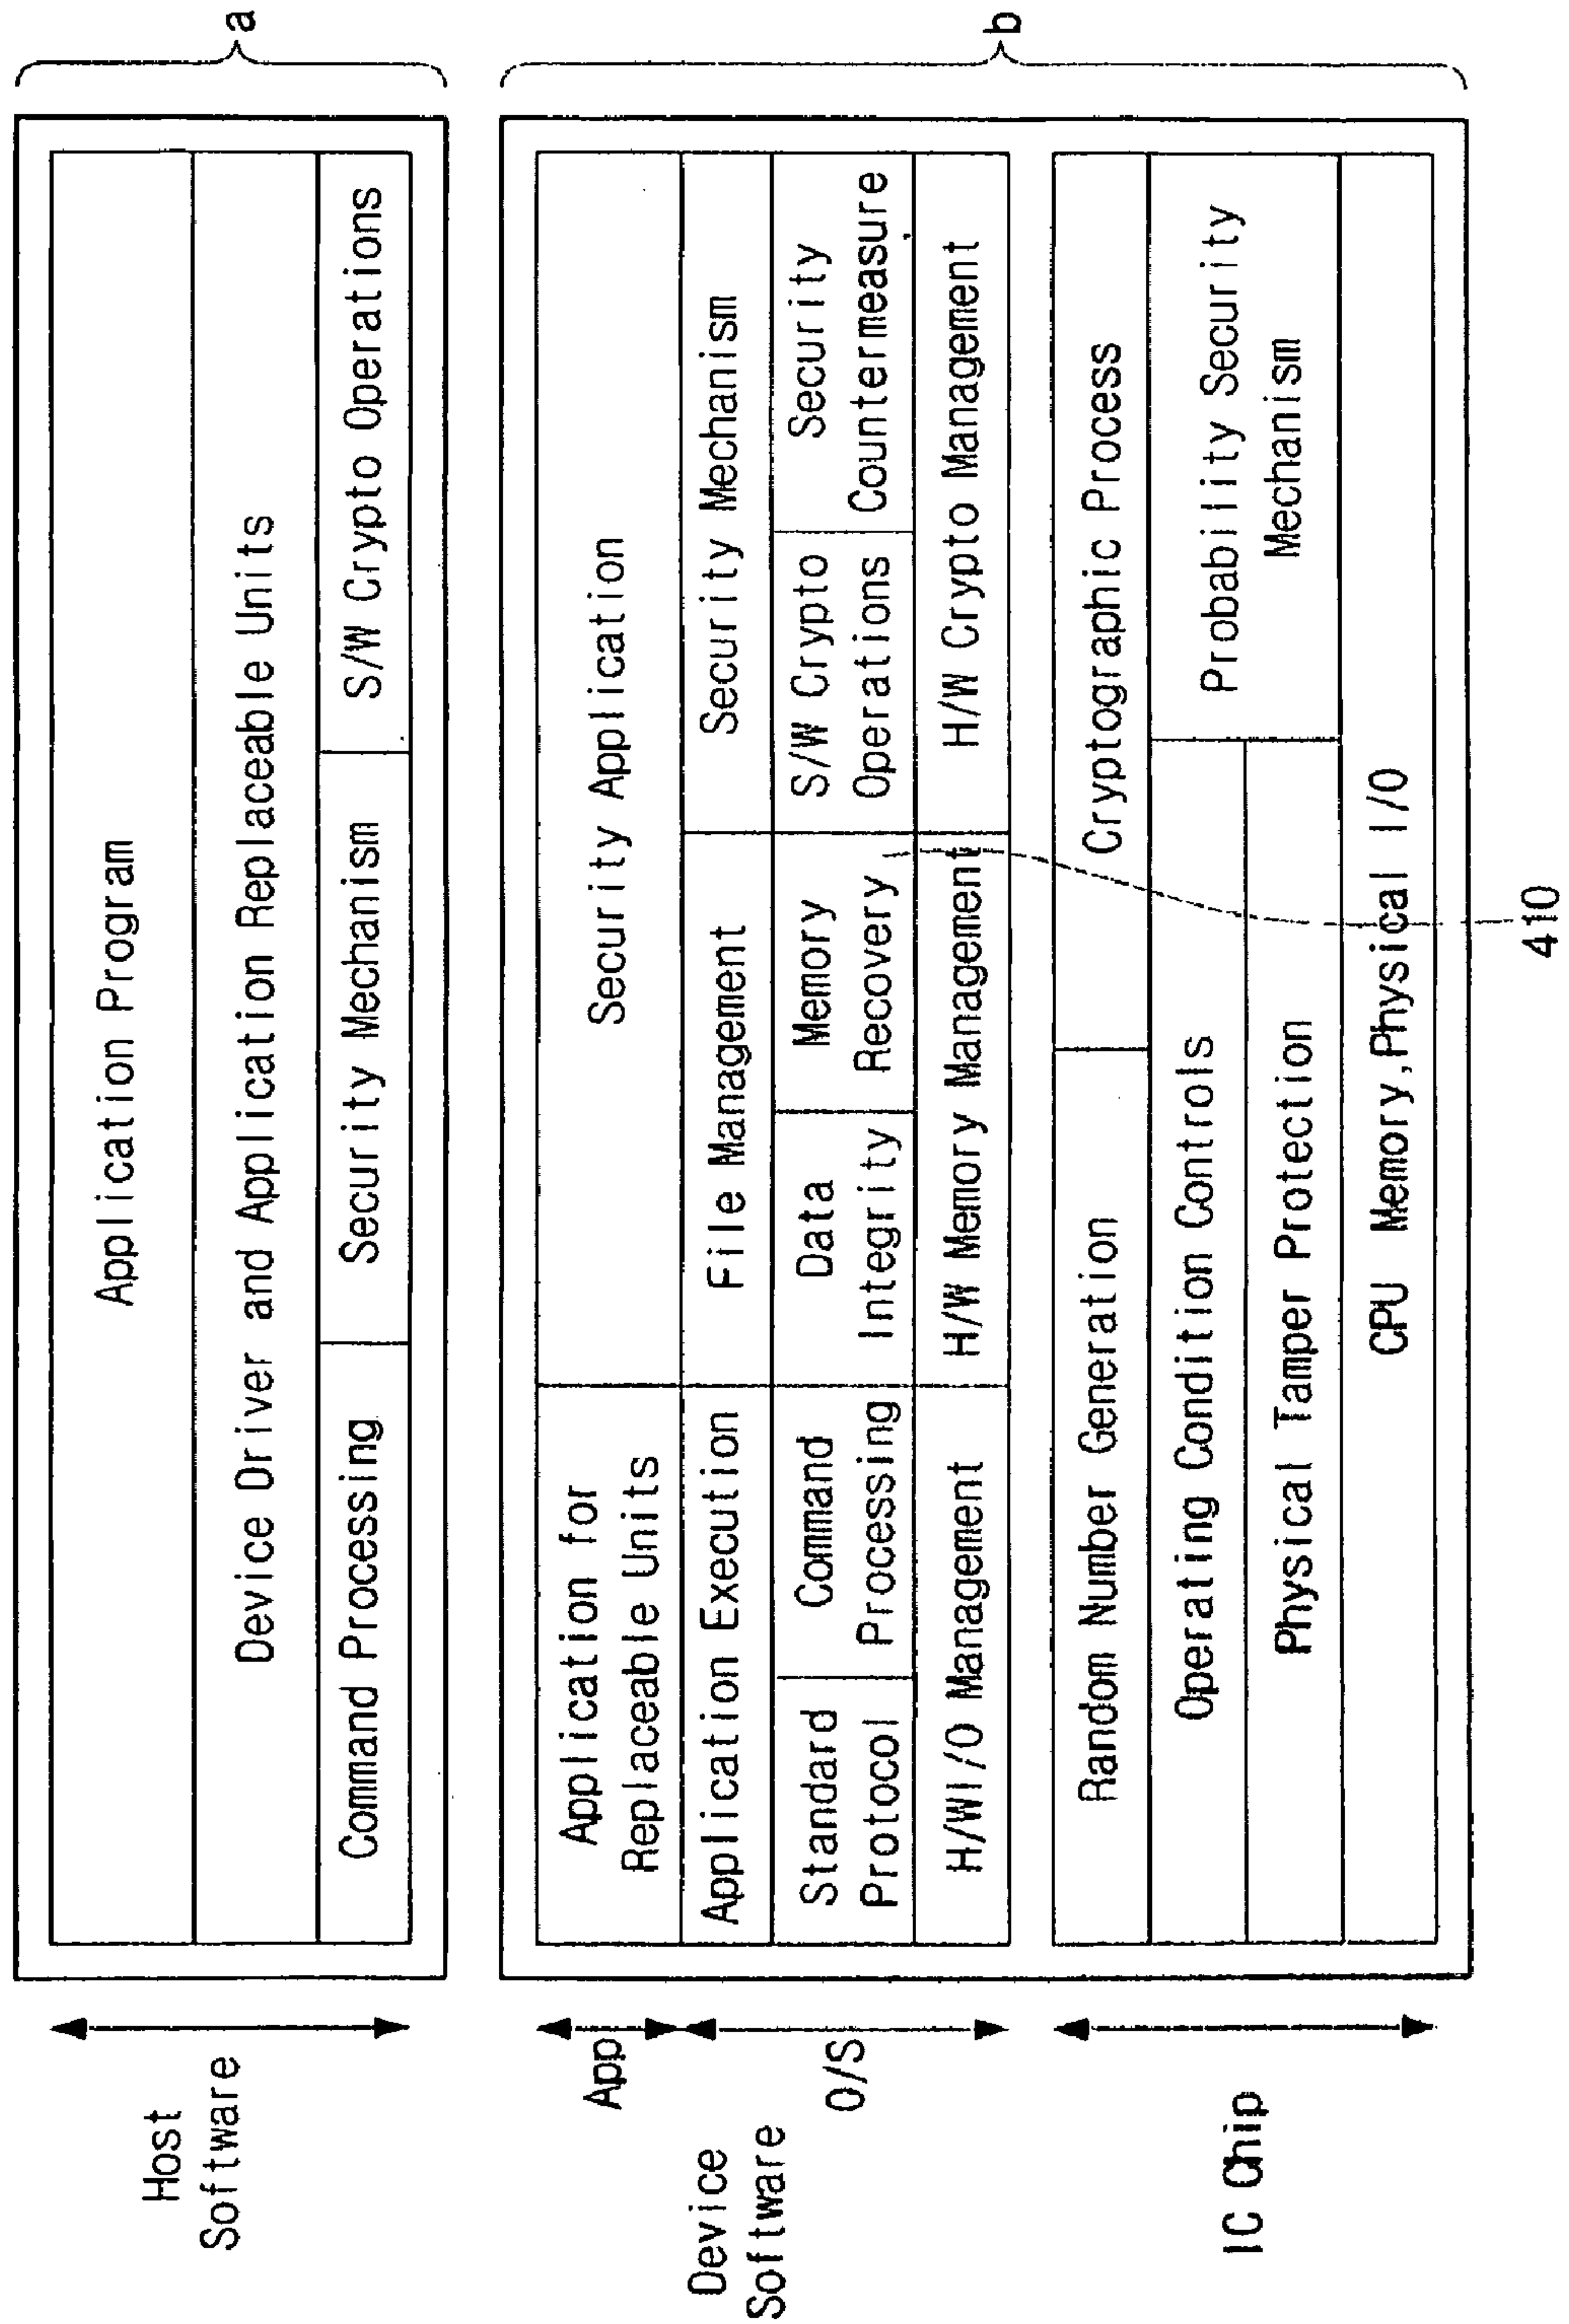 Host
Software
Application Program
Device Driver and Application Replaceable Units
Command Processing
Security Mechanism
S/W Crypto Operations
a
Device
Software
App
O/S
Application for
Replaceable Units
Security Application
Application Execution
File Management
Security Mechanism
Standard
Protocol
Command
Processing
Data
Integrity
Memory
Recovery
S/W Crypto
Operations
Security
Countermeasure
H/WI/O Management
H/W Memory Management
H/W Crypto Management
b
IC Chip
Random Number Generation
Cryptographic Process
Operating Condition Controls
Physical Tamper Protection
Probability Security
Mechanism
CPU Memory,Physical I/O
410